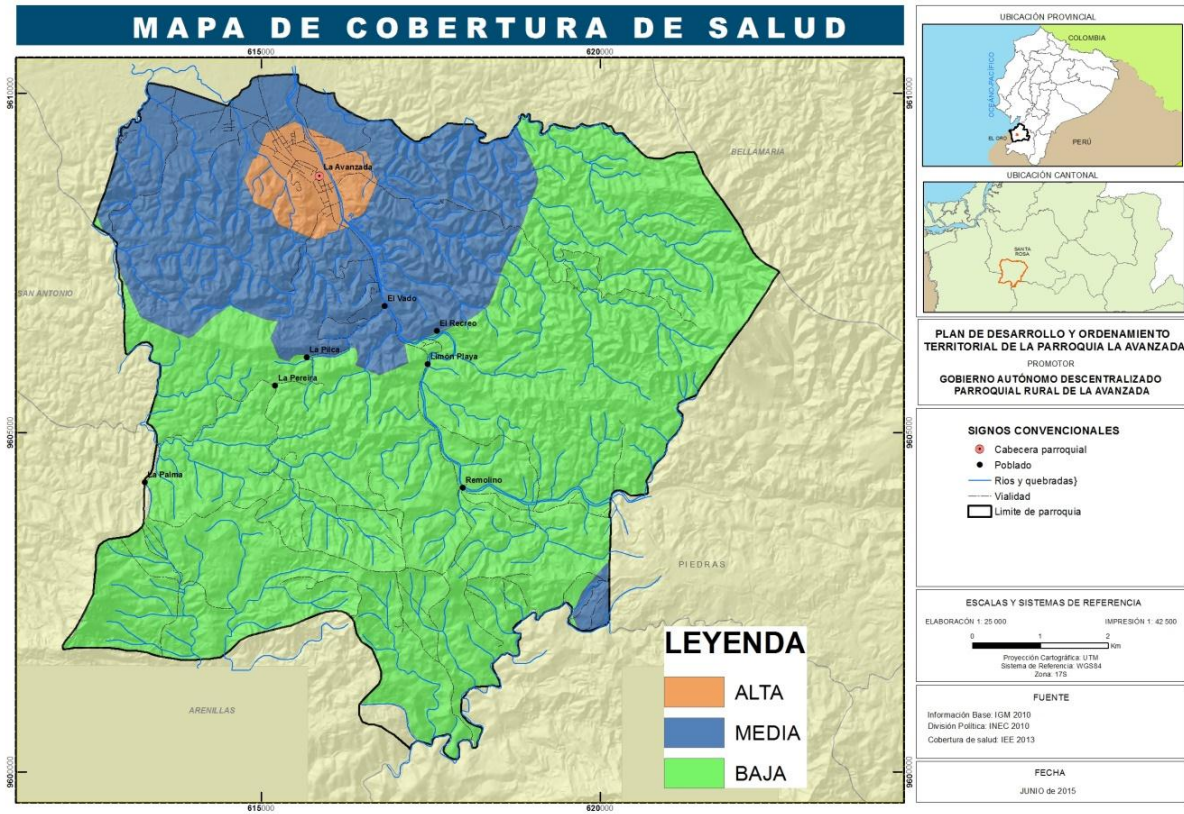 MAPA DE COBERTURA DE SALUD
615000
620000
9610000
9605000
9600000
9610000
9605000
9600000
615000
620000
BELLAMARIA
La Avanzada
SAN ANTONIO
El Vado
El Recreo
La Pitca
Limón Playa
La Pereira
La Palma
Remolino
PIEDRAS
ARENILLAS
LEYENDA
ALTA
MEDIA
BAJA
UBICACIÓN PROVINCIAL
COLOMBIA
OCEÁNO PACÍFICO
EL ORO
PERÚ
UBICACIÓN CANTONAL
SANTA
ROSA
PLAN DE DESARROLLO Y ORDENAMIENTO
TERRITORIAL DE LA PARROQUIA LA AVANZADA
PROMOTOR
GOBIERNO AUTÓNOMO DESCENTRALIZADO
PARROQUIAL RURAL DE LA AVANZADA
SIGNOS CONVENCIONALES
Cabecera parroquial
Poblado
Ríos y quebradas}
Vialidad
Limite de parroquia
ESCALAS Y SISTEMAS DE REFERENCIA
ELABORACIÓN 1: 25 000
IMPRESIÓN 1: 42 500
0 1 2
Km
Proyección Cartográfica: UTM
Sistema de Referencia: WGS84
Zona: 17S
FUENTE
Información Base: IGM 2010
División Política: INEC 2010
Cobertura de salud: IEE 2013
FECHA
JUNIO de 2015